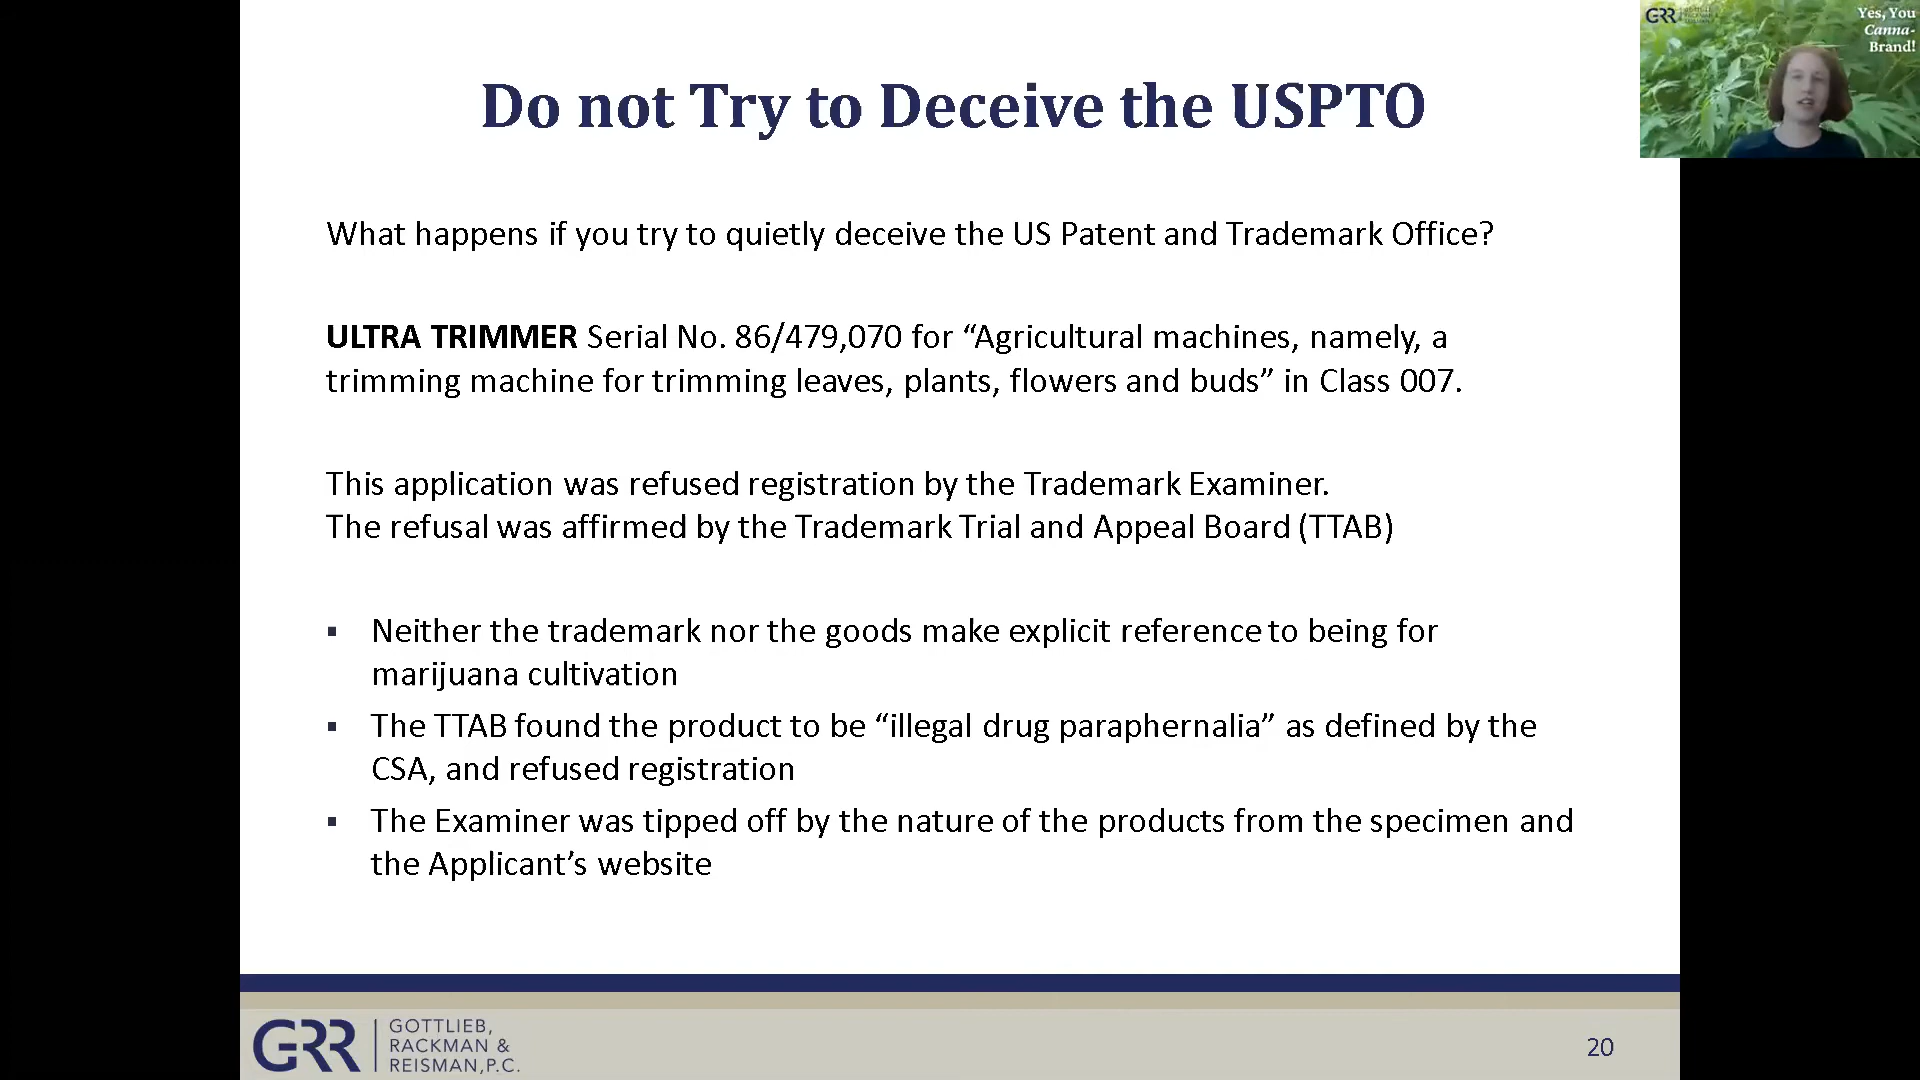 Do not Try to Deceive the USPTO
GRR
Yes, You
Canna-
Brand!
What happens if you try to quietly deceive the US Patent and Trademark Office?
ULTRA TRIMMER Serial No. 86/479,070 for “Agricultural machines, namely, a
trimming machine for trimming leaves, plants, flowers and buds” in Class 007.
This application was refused registration by the Trademark Examiner.
The refusal was affirmed by the Trademark Trial and Appeal Board (TTAB)
▪ Neither the trademark nor the goods make explicit reference to being for
marijuana cultivation
▪ The TTAB found the product to be “illegal drug paraphernalia” as defined by the
CSA, and refused registration
▪ The Examiner was tipped off by the nature of the products from the specimen and
the Applicant’s website
GRR
GOTTLIEB,
RACKMAN &
REISMAN,P.C.
20